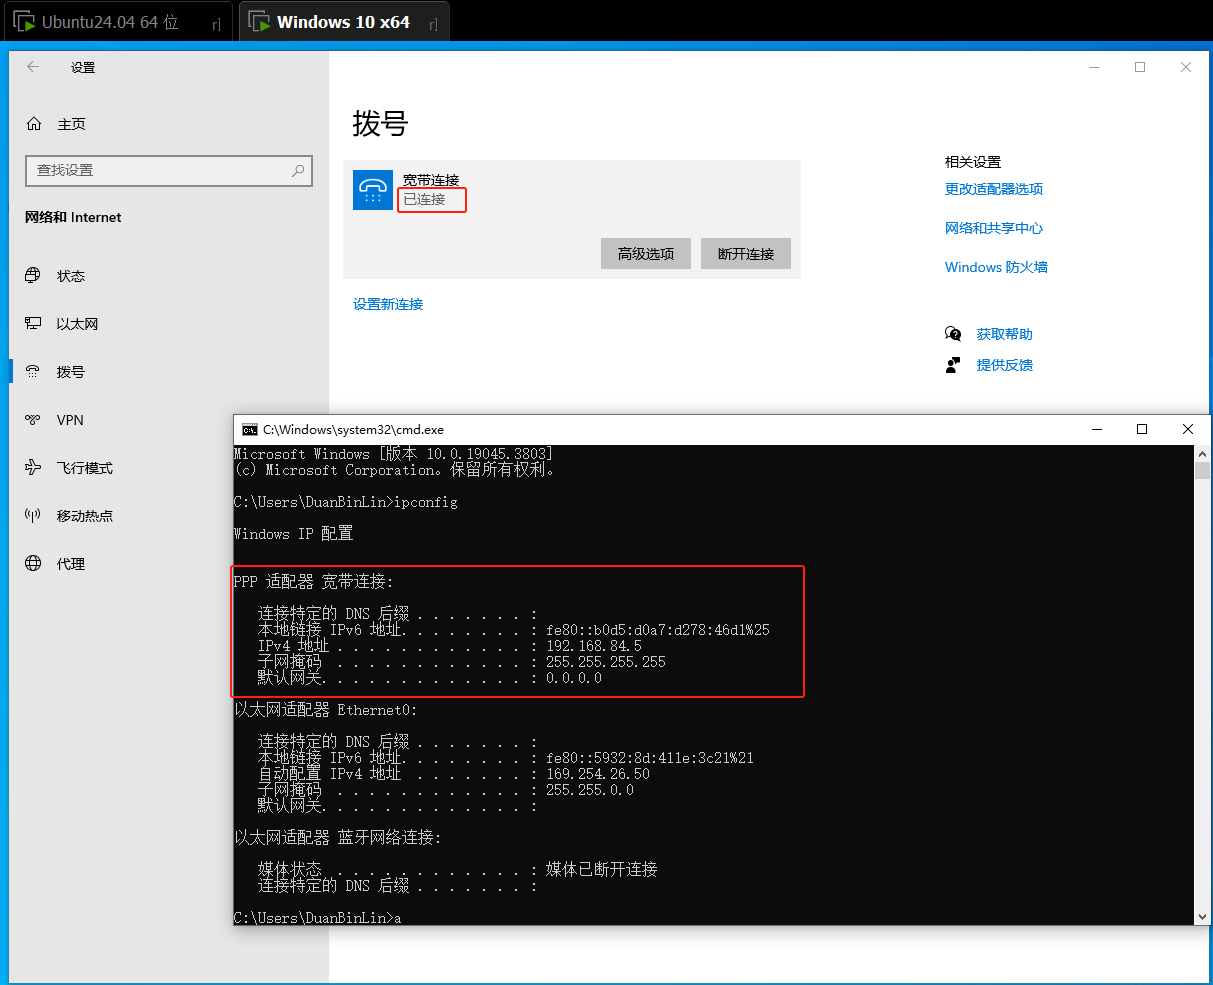 Ubuntu24.04 64 位
Windows 10 x64
设置
主页
查找设置
网络和 Internet
状态
以太网
拨号
VPN
飞行模式
移动热点
代理
拨号
宽带连接
已连接
高级选项
断开连接
设置新连接
相关设置
更改适配器选项
网络和共享中心
Windows 防火墙
获取帮助
提供反馈
C:\Windows\system32\cmd.exe
Microsoft Windows [版本 10.0.19045.3803]
(c) Microsoft Corporation。保留所有权利。
C:\Users\DuanBinLin>ipconfig
Windows IP 配置
PPP 适配器 宽带连接:
连接特定的 DNS 后缀 . . . . . . . :
本地链接 IPv6 地址. . . . . . . . : fe80::b0d5:d0a7:d278:46d1%25
IPv4 地址 . . . . . . . . . . . . : 192.168.84.5
子网掩码 . . . . . . . . . . . . : 255.255.255.255
默认网关. . . . . . . . . . . . . : 0.0.0.0
以太网适配器 Ethernet0:
连接特定的 DNS 后缀 . . . . . . . :
本地链接 IPv6 地址. . . . . . . . : fe80::5932:8d:411e:3c21%21
自动配置 IPv4 地址 . . . . . . . : 169.254.26.50
子网掩码 . . . . . . . . . . . . : 255.255.0.0
默认网关. . . . . . . . . . . . . :
以太网适配器 蓝牙网络连接:
媒体状态 . . . . . . . . . . . . : 媒体已断开连接
连接特定的 DNS 后缀 . . . . . . . :
C:\Users\DuanBinLin>a